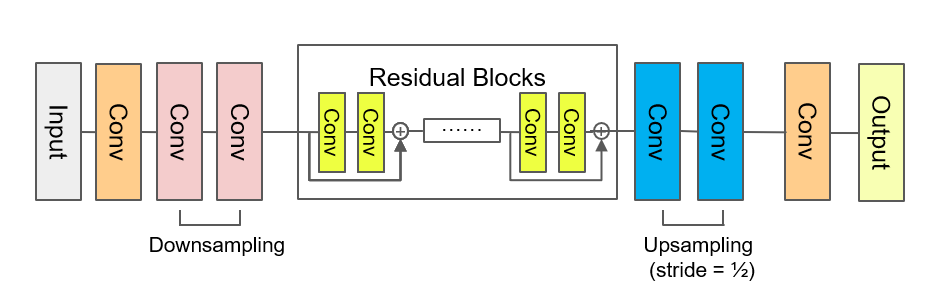 Input
Conv
Conv
Conv
Residual Blocks
Conv
Conv
+
......
Conv
Conv
+
Conv
Conv
Conv
Output
Downsampling
Upsampling
(stride = ½)